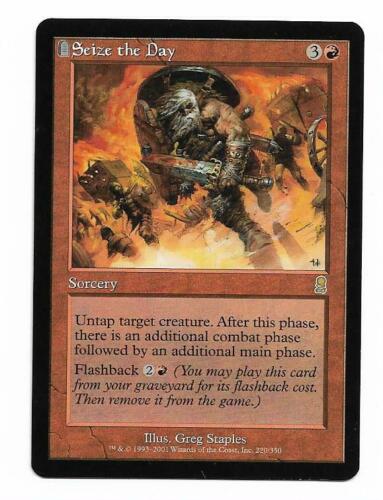 Seize the Day 3
Sorcery
Untap target creature. After this phase,
there is an additional combat phase
followed by an additional main phase.
Flashback 2 (You may play this card
from your graveyard for its flashback cost.
Then remove it from the game.)
Illus. Greg Staples
™ & © 1993-2001 Wizards of the Coast, Inc. 220/350